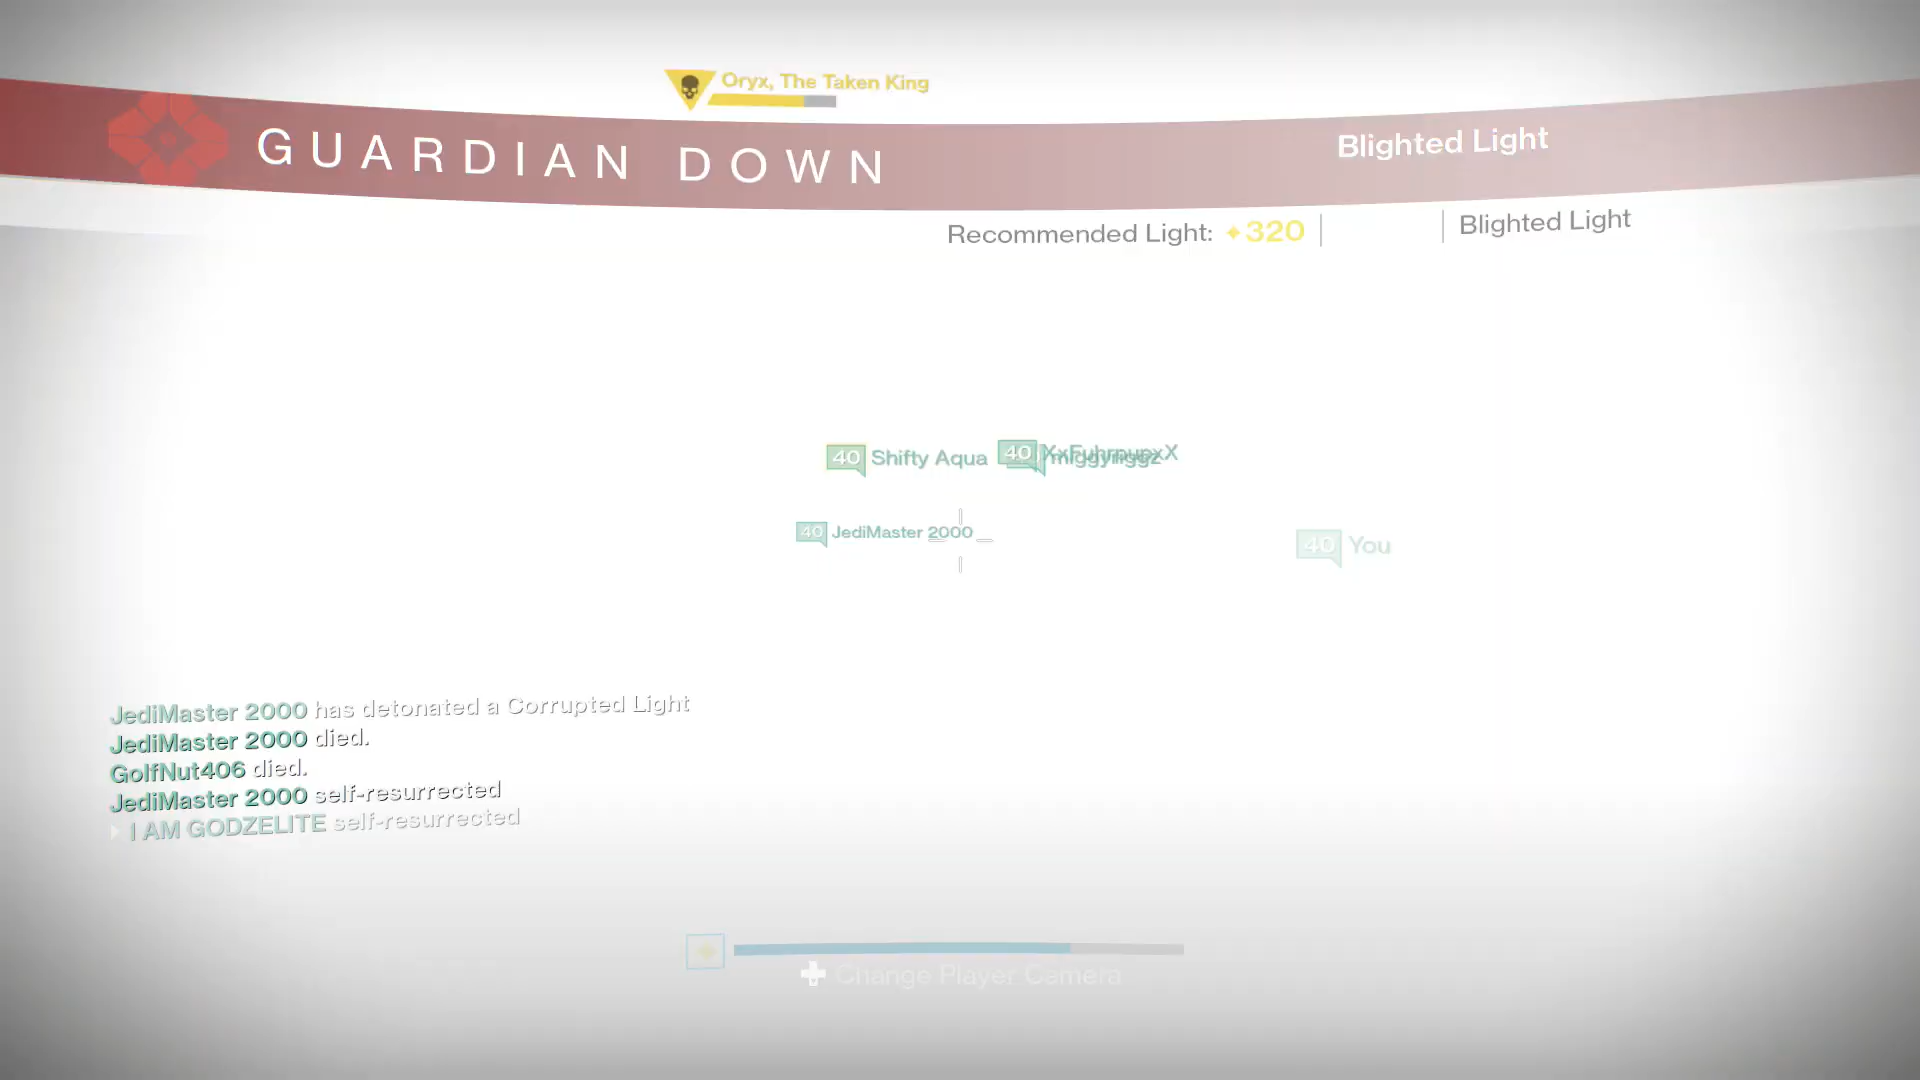 Oryx, The Taken King
GUARDIAN DOWN
Blighted Light
Recommended Light: 320
Blighted Light
40 Shifty Aqua
40
40 JediMaster 2000
40 You
JediMaster 2000 has detonated a Corrupted Light
JediMaster 2000 died.
GolfNut406 died.
JediMaster 2000 self-resurrected
I AM GODZELITE self-resurrected
Change Player Camera